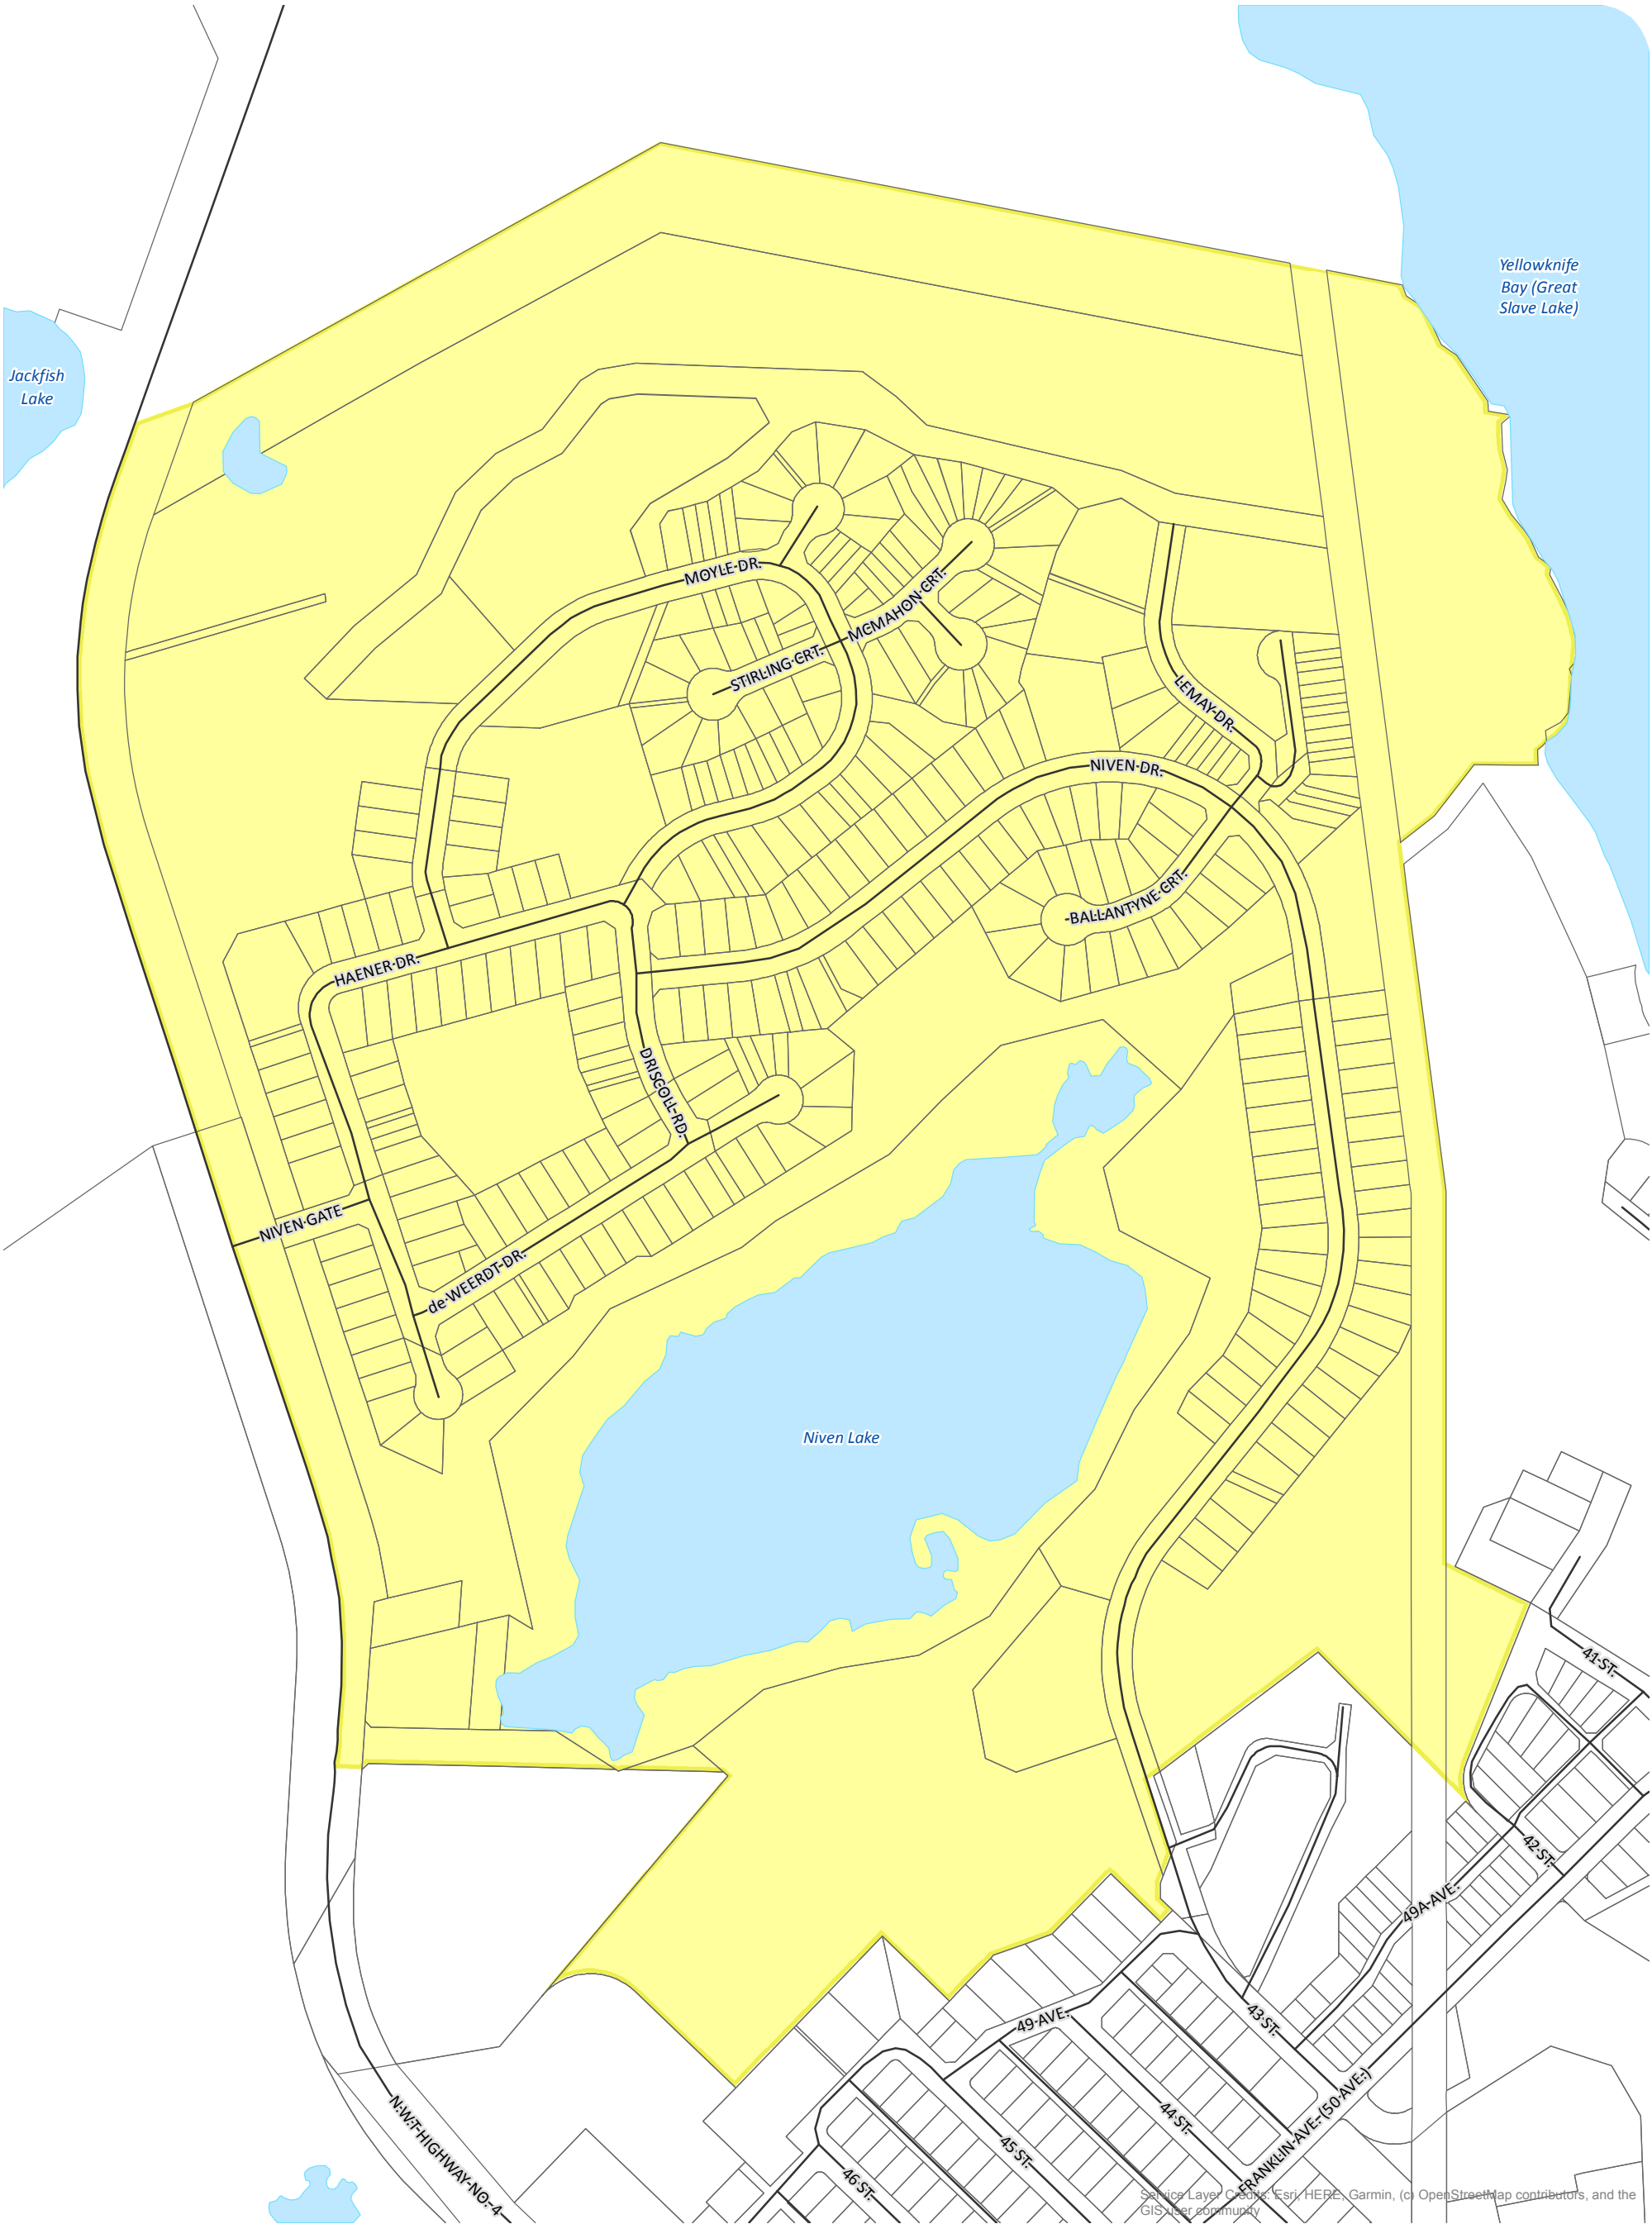 Yellowknife
Bay (Great
Slave Lake)
Jackfish
Lake
MOYLE DR.
MCMAHON CRT.
STIRLING CRT.
LEMAY DR.
NIVEN DR.
BALLANTYNE CRT.
HAENER DR.
DRISCOLL RD.
NIVEN GATE
de WEERDT DR.
Niven Lake
41 ST.
42 ST.
49A AVE.
43 ST.
49 AVE.
44 ST.
FRANKLIN AVE. (50 AVE.)
45 ST.
46 ST.
N.W.T HIGHWAY NO. 4
Service Layer Credits: Esri, HERE, Garmin, (c) OpenStreetMap contributors, and the
GIS user community